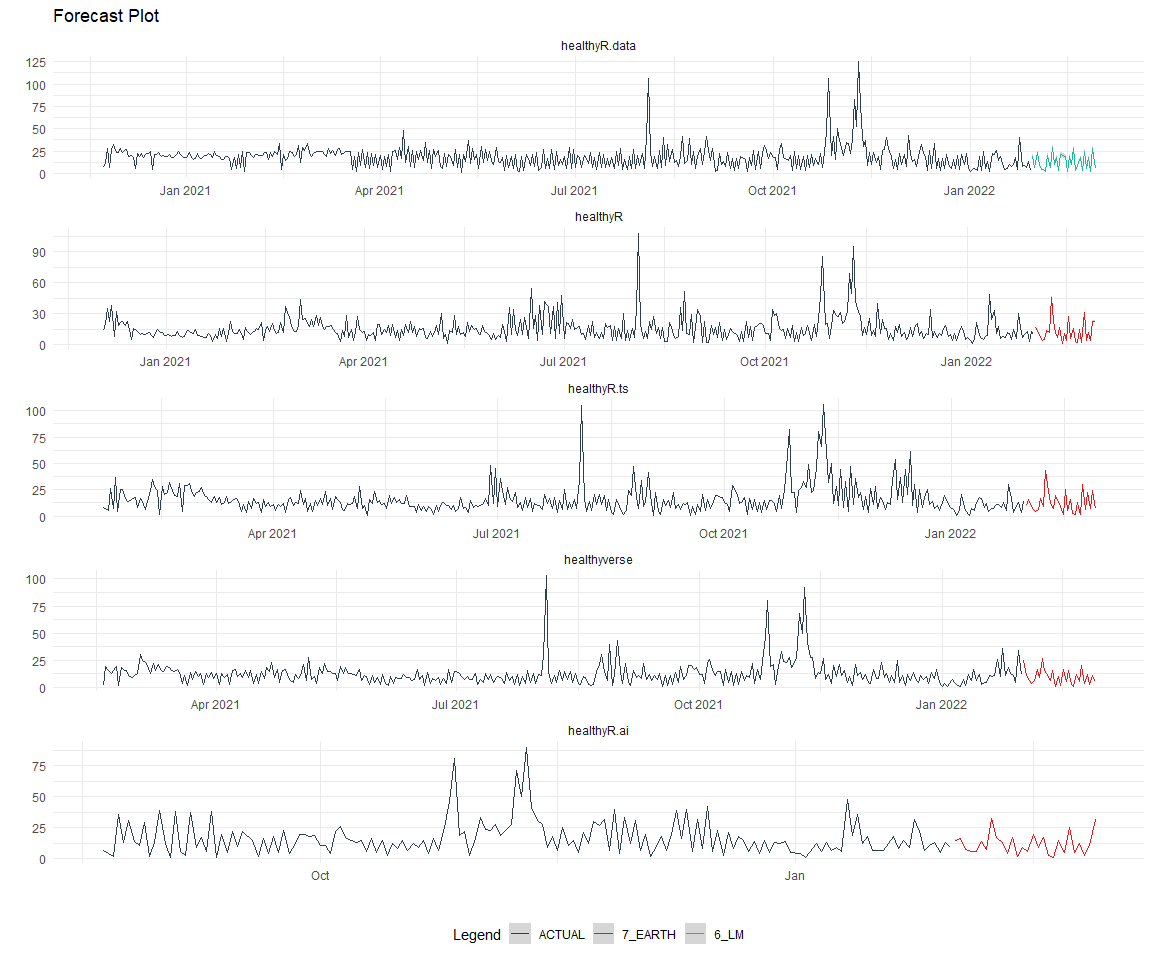 Forecast Plot
healthyR.data
125
100
75
50
25
0
Jan 2021 Apr 2021 Jul 2021 Oct 2021 Jan 2022
healthyR
90
60
30
0
Jan 2021 Apr 2021 Jul 2021 Oct 2021 Jan 2022
healthyR.ts
100
75
50
25
0
Apr 2021 Jul 2021 Oct 2021 Jan 2022
healthyverse
100
75
50
25
0
Apr 2021 Jul 2021 Oct 2021 Jan 2022
healthyR.ai
75
50
25
0
Oct Jan
Legend ACTUAL 7_EARTH 6_LM